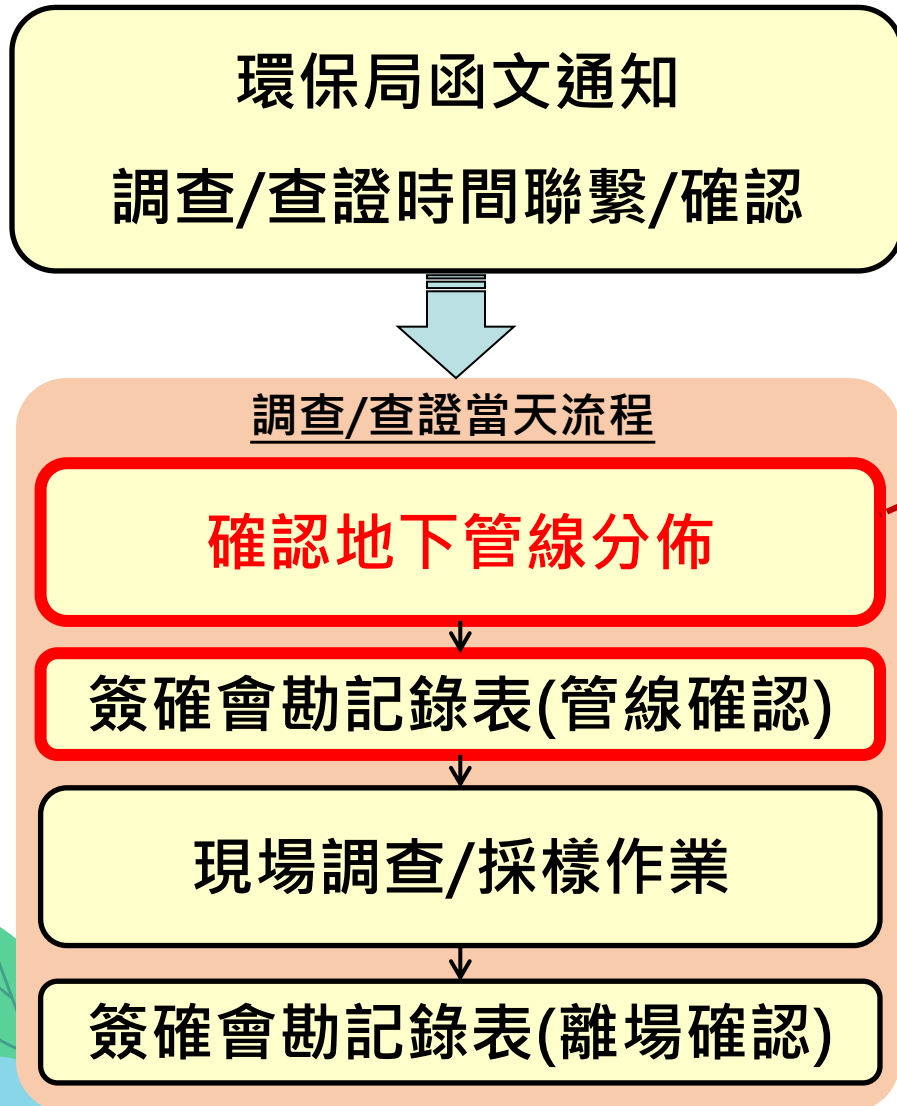 環保局函文通知
調查/查證時間聯繫/確認
調查/查證當天流程
確認地下管線分佈
簽確會勘記錄表(管線確認)
現場調查/採樣作業
簽確會勘記錄表(離場確認)